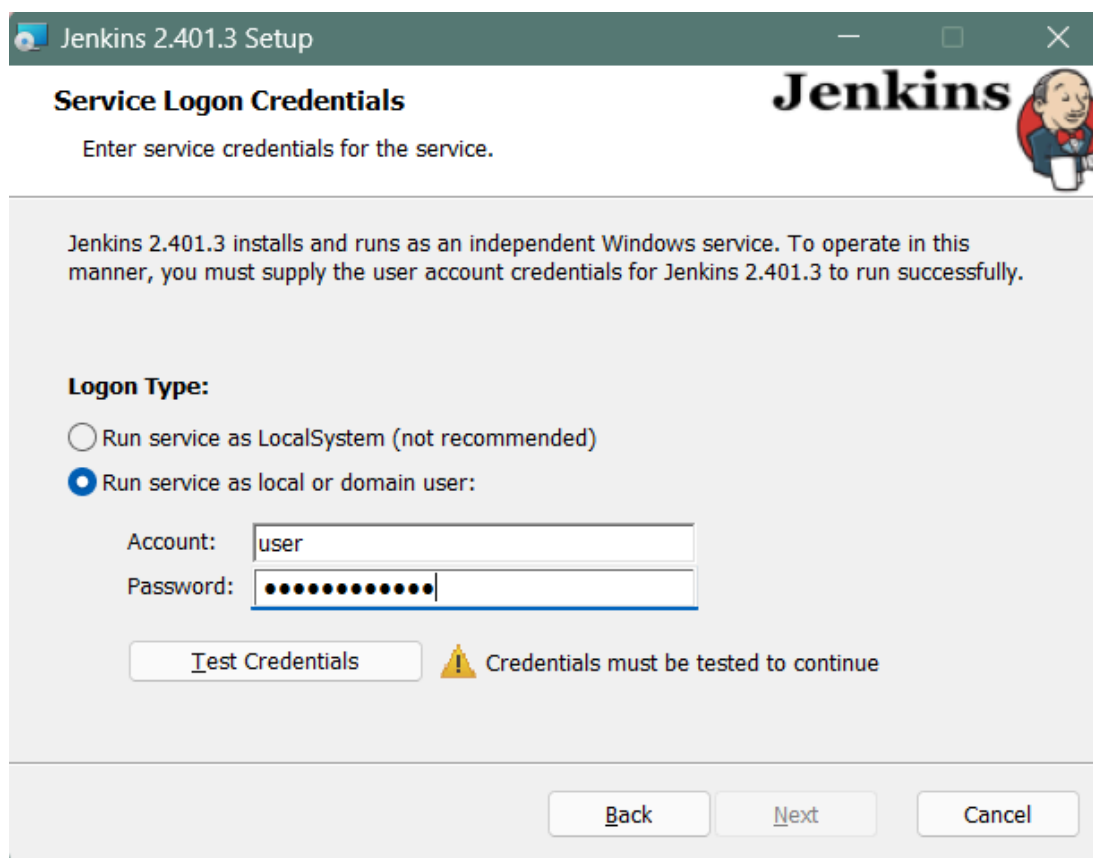 Jenkins 2.401.3 Setup
Service Logon Credentials
Jenkins
Enter service credentials for the service.
Jenkins 2.401.3 installs and runs as an independent Windows service. To operate in this
manner, you must supply the user account credentials for Jenkins 2.401.3 to run successfully.
Logon Type:
Run service as LocalSystem (not recommended)
Run service as local or domain user:
Account: user
Password: ●●●●●●●●●●●●
Test Credentials Credentials must be tested to continue
Back Next Cancel